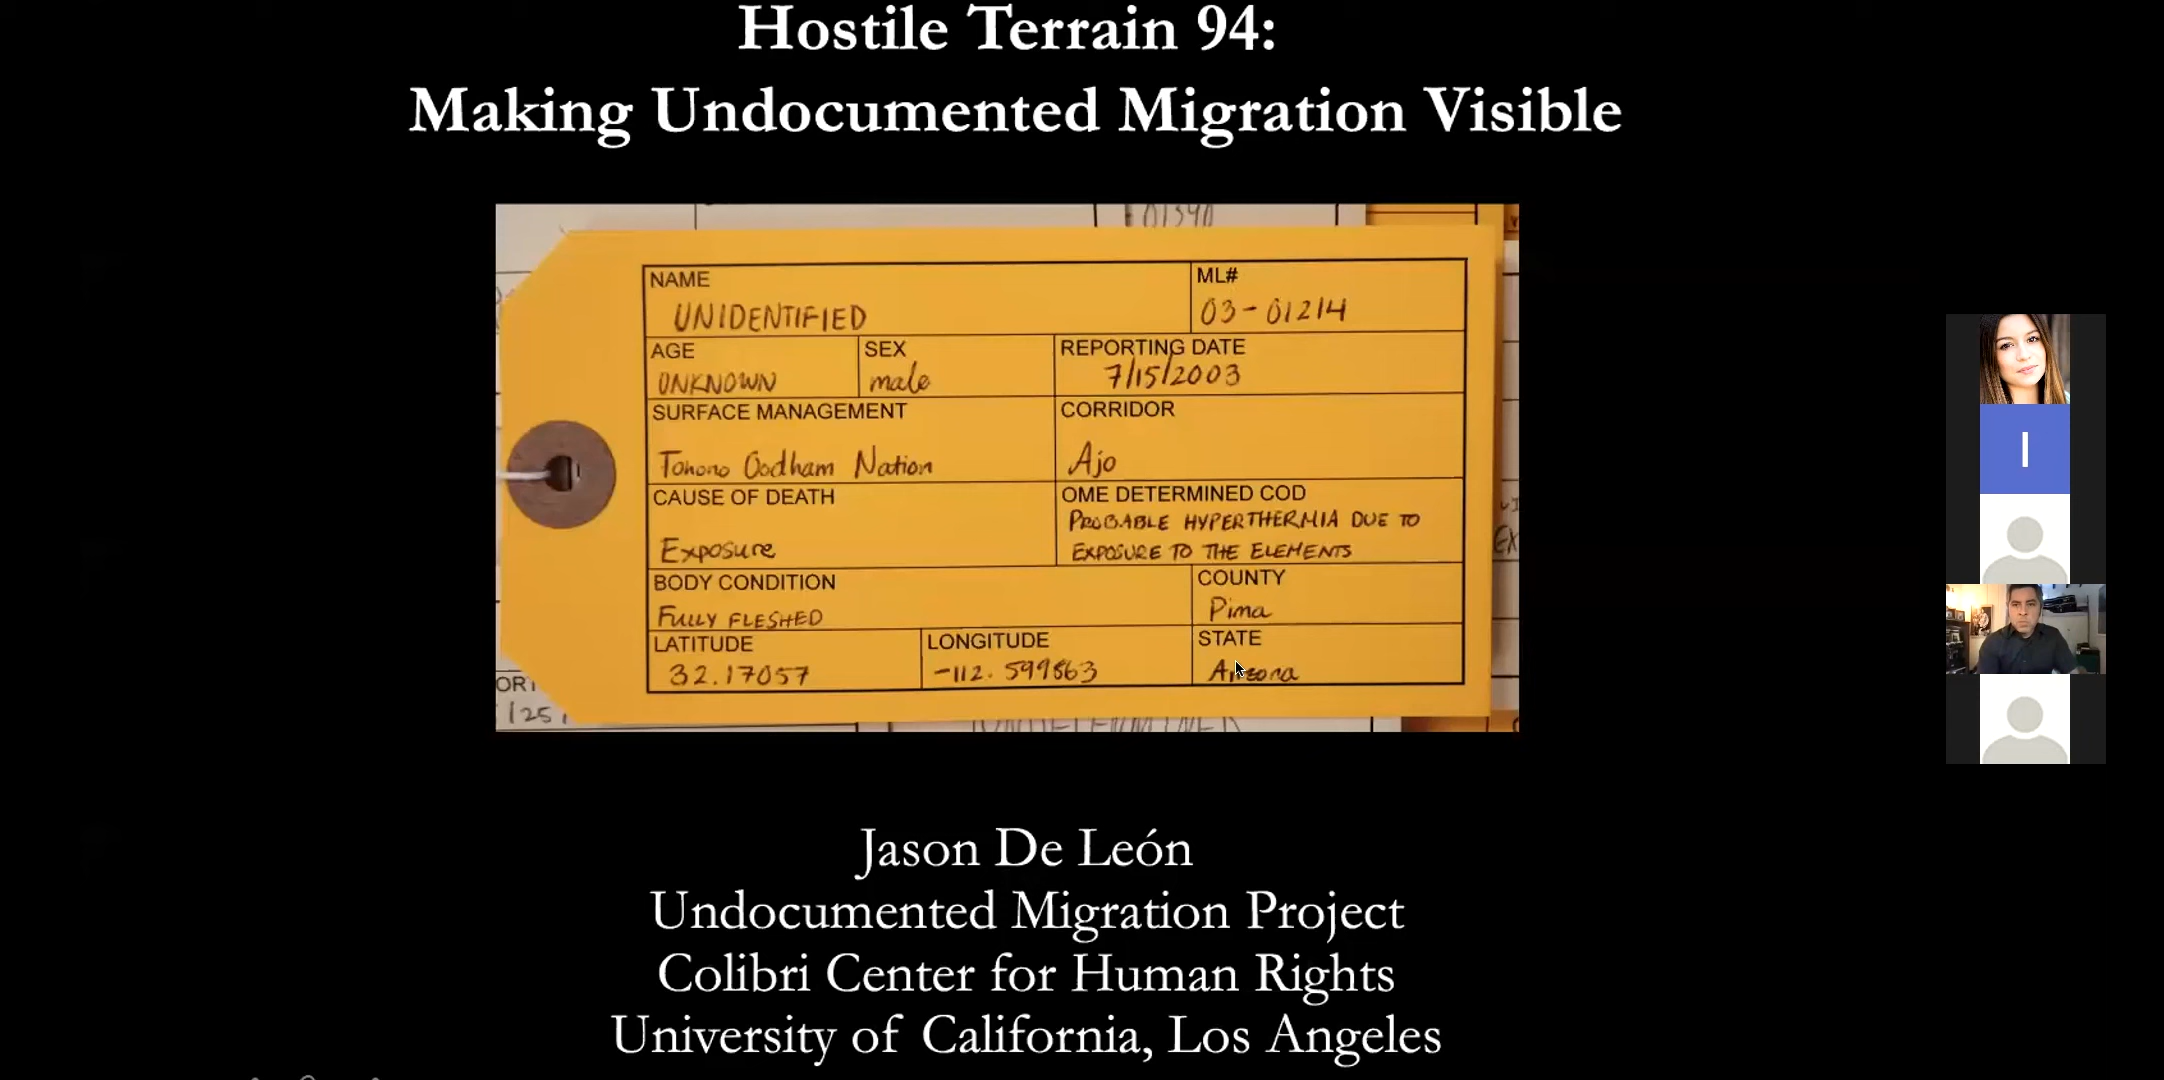 Hostile Terrain 94:
Making Undocumented Migration Visible
01390
NAME
UNIDENTIFIED
ML#
03-01214
AGE
UNKNOWN
SEX
male
REPORTING DATE
7/15/2003
SURFACE MANAGEMENT
Tohono Oodham Nation
CORRIDOR
Ajo
CAUSE OF DEATH
Exposure
OME DETERMINED COD
PROBABLE HYPERTHERMIA DUE TO
EXPOSURE TO THE ELEMENTS
BODY CONDITION
FULLY FLESHED
COUNTY
Pima
LATITUDE
32.17057
LONGITUDE
-112.599863
STATE
Arizona
I
Jason De León
Undocumented Migration Project
Colibri Center for Human Rights
University of California, Los Angeles